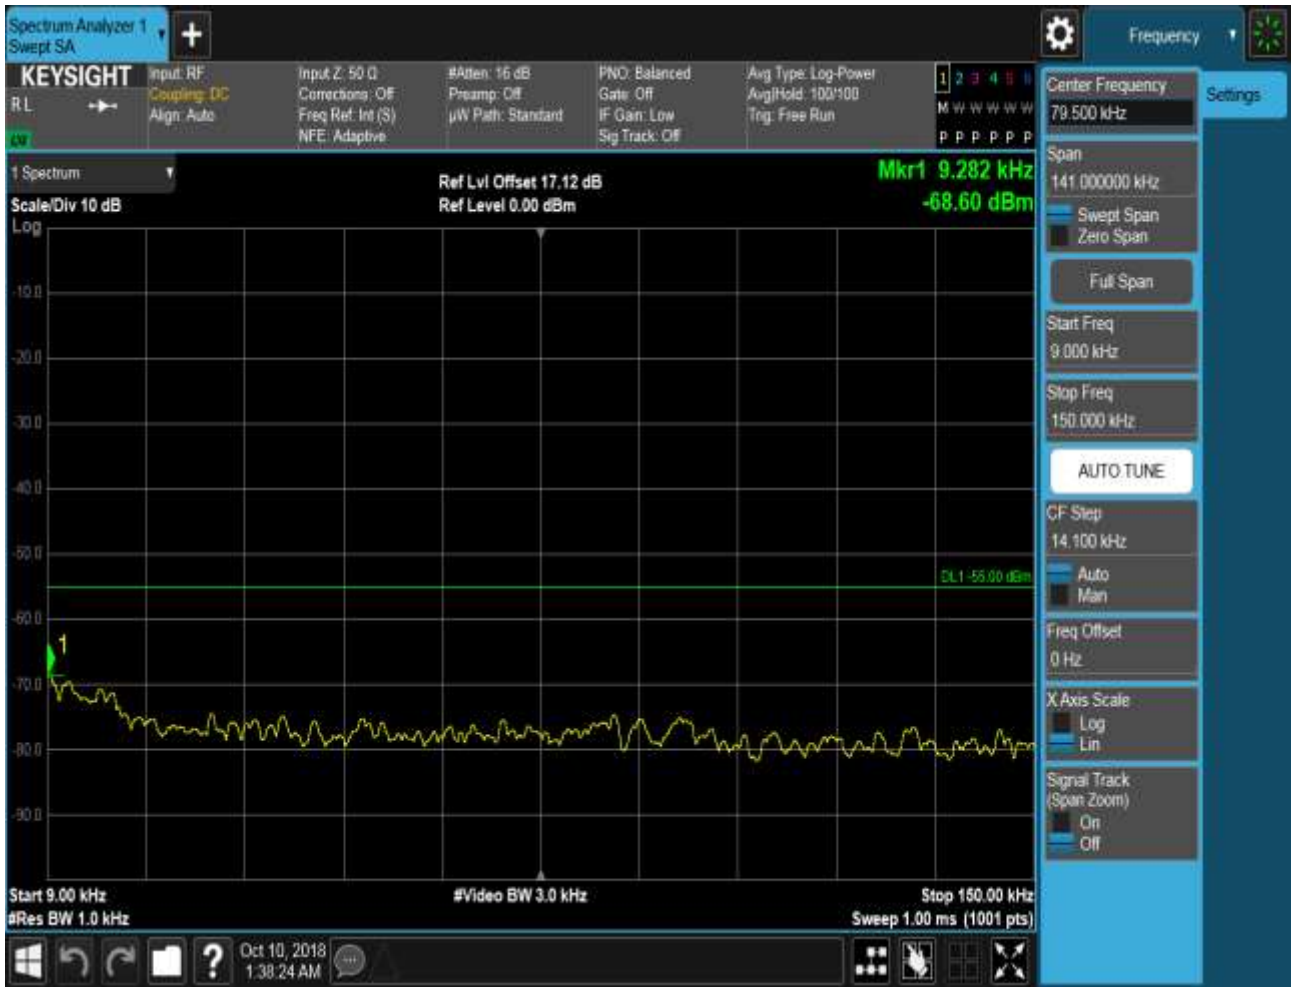 Spectrum Analyzer 1
Swept SA
+
Frequency
KEYSIGHT
R L
LXI
Input: RF
Coupling: DC
Align: Auto
Input Z: 50 Ω
Corrections: Off
Freq Ref: Int (S)
NFE: Adaptive
#Atten: 16 dB
Preamp: Off
µW Path: Standard
PNO: Balanced
Gate: Off
IF Gain: Low
Sig Track: Off
Avg Type: Log-Power
Avg|Hold: 100/100
Trig: Free Run
1 2 3 4 5 6
M W W W W W
P P P P P P
1 Spectrum
Scale/Div 10 dB
Ref Lvl Offset 17.12 dB
Ref Level 0.00 dBm
Mkr1 9.282 kHz
-68.60 dBm
Log
-10.0
-20.0
-30.0
-40.0
-50.0
DL1 -55.00 dBm
-60.0
1
-70.0
-80.0
-90.0
Start 9.00 kHz
#Video BW 3.0 kHz
Stop 150.00 kHz
#Res BW 1.0 kHz
Sweep 1.00 ms (1001 pts)
Center Frequency
79.500 kHz
Settings
Span
141.000000 kHz
Swept Span
Zero Span
Full Span
Start Freq
9.000 kHz
Stop Freq
150.000 kHz
AUTO TUNE
CF Step
14.100 kHz
Auto
Man
Freq Offset
0 Hz
X Axis Scale
Log
Lin
Signal Track
(Span Zoom)
On
Off
?
Oct 10, 2018
1:38:24 AM